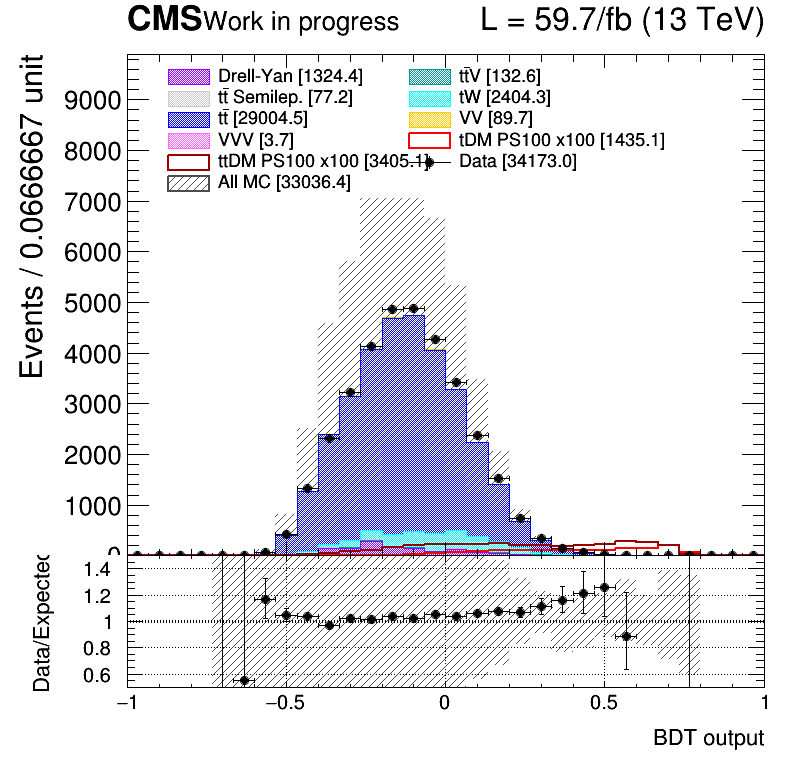 CMS Work in progress L = 59.7/fb (13 TeV)
Events / 0.0666667 unit
Drell-Yan [1324.4] tt̄V [132.6]
tt̄ Semilep. [77.2] tW [2404.3]
tt̄ [29004.5] VV [89.7]
VVV [3.7] tDM PS100 x100 [1435.1]
ttDM PS100 x100 [3405.1] Data [34173.0]
All MC [33036.4]
9000
8000
7000
6000
5000
4000
3000
2000
1000
0
Data/Expected
1.4
1.2
1
0.8
0.6
−1 −0.5 0 0.5 1
BDT output